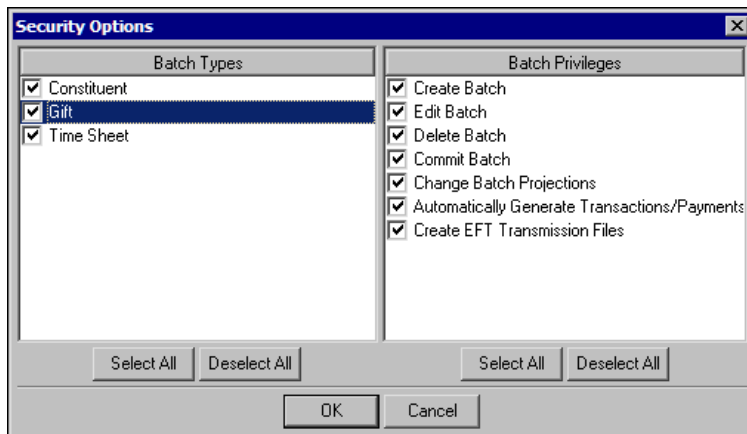 Security Options
Batch Types
Constituent
Gift
Time Sheet
Batch Privileges
Create Batch
Edit Batch
Delete Batch
Commit Batch
Change Batch Projections
Automatically Generate Transactions/Payments
Create EFT Transmission Files
Select All Deselect All
Select All Deselect All
OK Cancel